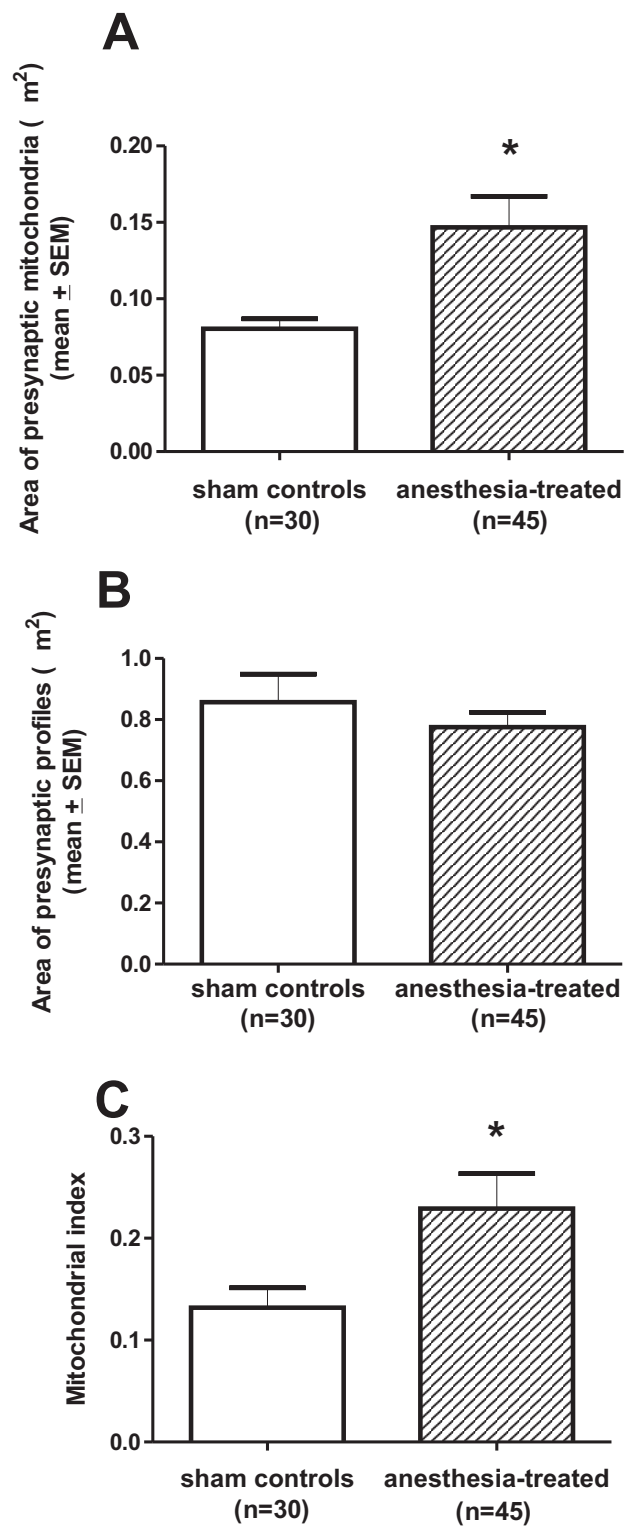 A
Area of presynaptic mitochondria ( m²)
(mean ± SEM)
0.20
0.15
0.10
0.05
0.00
*
sham controls
(n=30)
anesthesia-treated
(n=45)
B
Area of presynaptic profiles ( m²)
(mean ± SEM)
1.0
0.8
0.6
0.4
0.2
0.0
sham controls
(n=30)
anesthesia-treated
(n=45)
C
Mitochondrial index
0.3
0.2
0.1
0.0
*
sham controls
(n=30)
anesthesia-treated
(n=45)